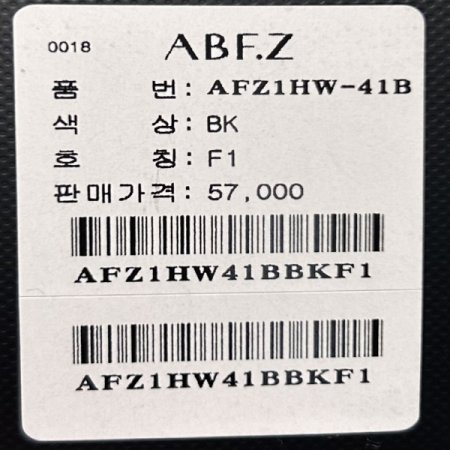 0018 ABF.Z
품 번: AFZ1HW-41B
색 상: BK
호 칭: F1
판매가격: 57,000
AFZ1HW41BBKF1
AFZ1HW41BBKF1